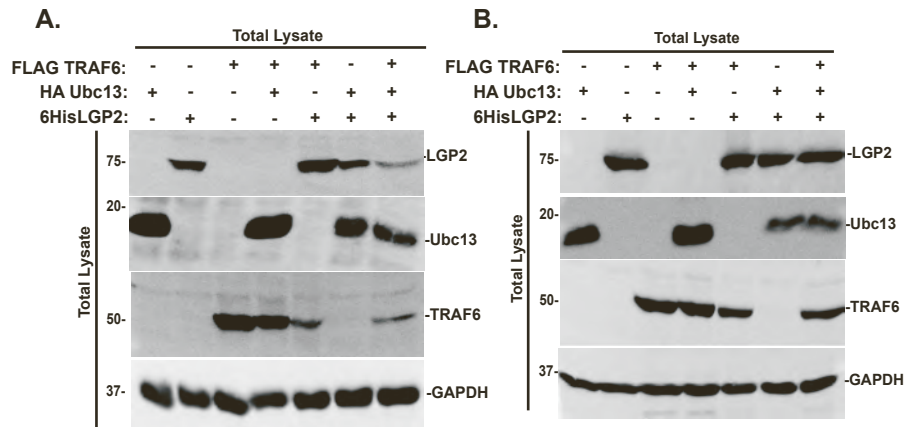 A.
Total Lysate
FLAG TRAF6: - - + + + - +
HA Ubc13: + - - + - + +
6HisLGP2: - + - - + + +
Total Lysate
75-
-LGP2
20-
-Ubc13
50-
-TRAF6
37-
-GAPDH
B.
Total Lysate
FLAG TRAF6: - - + + + - +
HA Ubc13: + - - + - + +
6HisLGP2: - + - - + + +
Total Lysate
75-
-LGP2
20-
-Ubc13
50-
-TRAF6
37-
-GAPDH